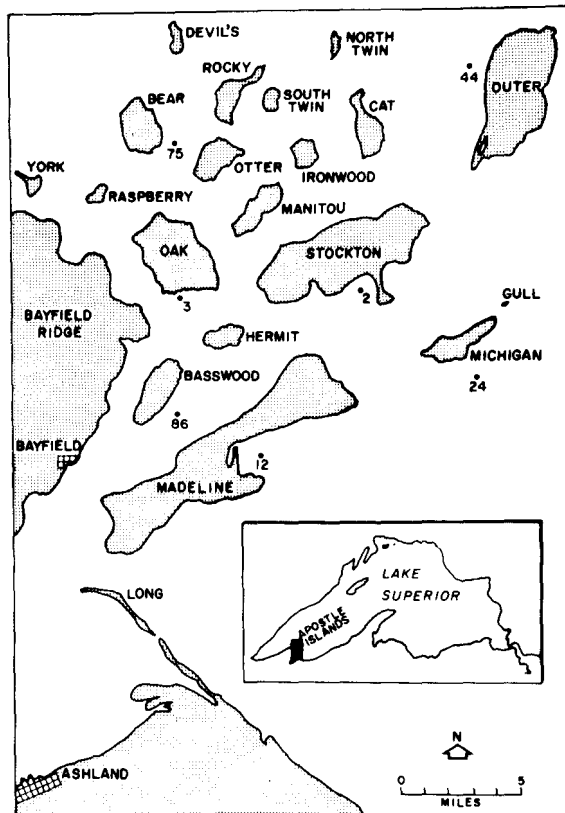 DEVIL'S
NORTH
TWIN
ROCKY
44
OUTER
BEAR
SOUTH
TWIN
CAT
75
OTTER
IRONWOOD
YORK
RASPBERRY
MANITOU
OAK
STOCKTON
3
2
GULL
BAYFIELD
RIDGE
HERMIT
MICHIGAN
BASSWOOD
24
86
BAYFIELD
12
MADELINE
LONG
LAKE
SUPERIOR
APOSTLE
ISLANDS
N
ASHLAND
0 5
MILES